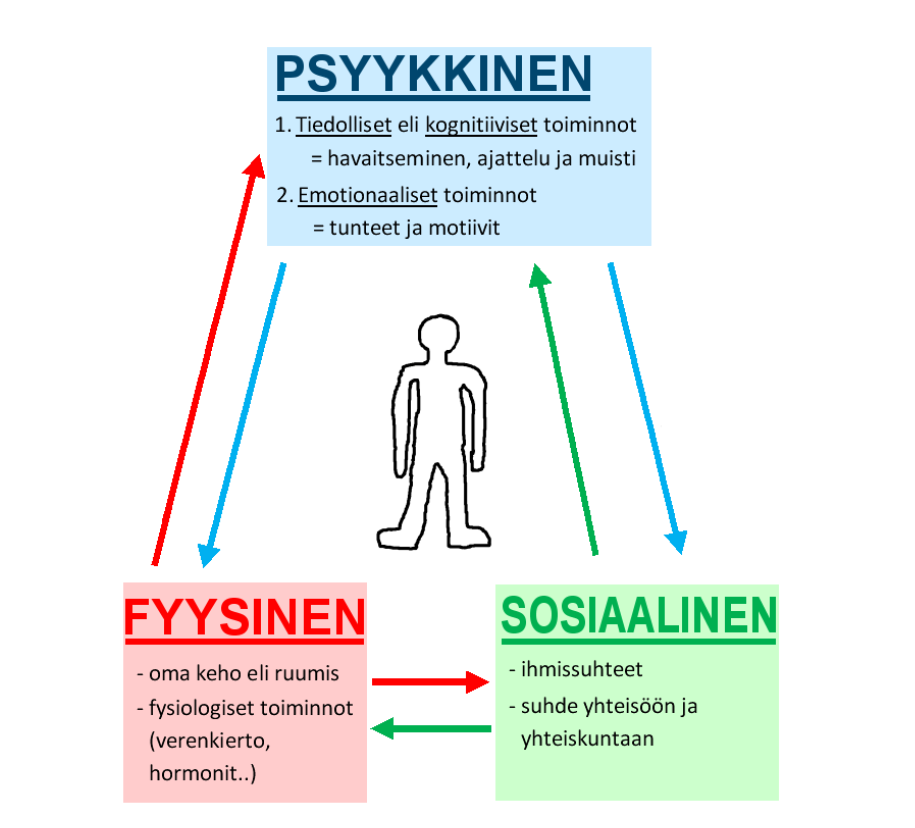 PSYYKKINEN
1. Tiedolliset eli kognitiiviset toiminnot
= havaitseminen, ajattelu ja muisti
2. Emotionaaliset toiminnot
= tunteet ja motiivit
FYYSINEN
- oma keho eli ruumis
- fysiologiset toiminnot
(verenkierto,
hormonit..)
SOSIAALINEN
- ihmissuhteet
- suhde yhteisöön ja
yhteiskuntaan